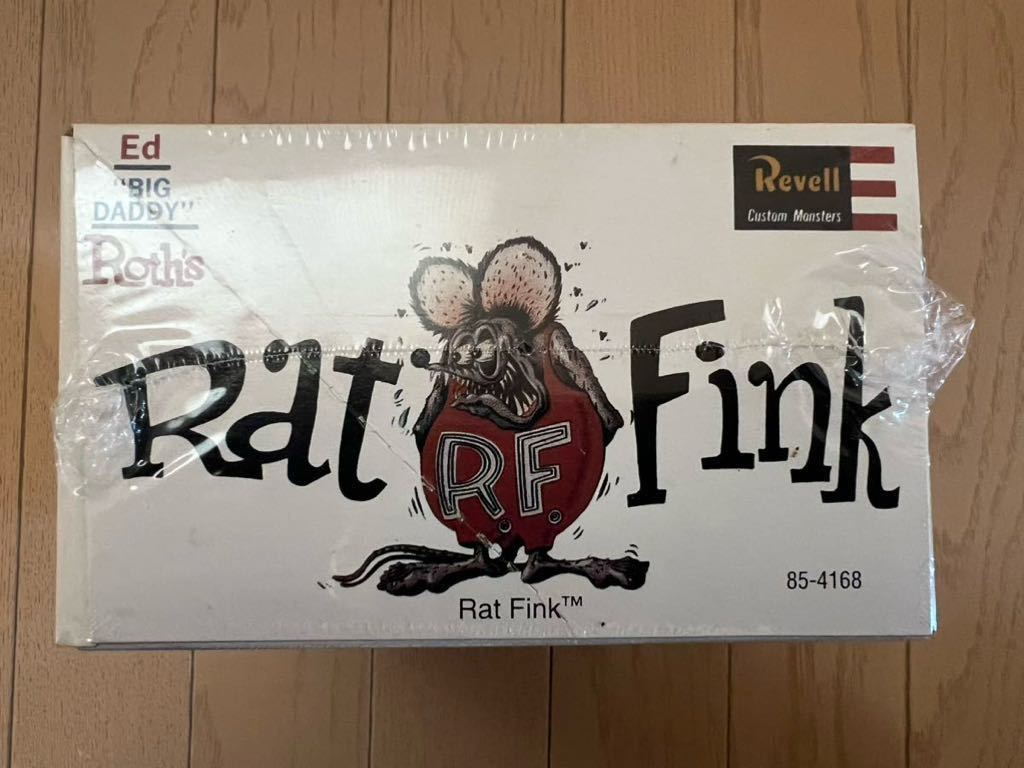 Ed
"BIG
DADDY"
Roth's
Revell
Custom Monsters
Rat Fink
R.F.
85-4168
Rat Fink™